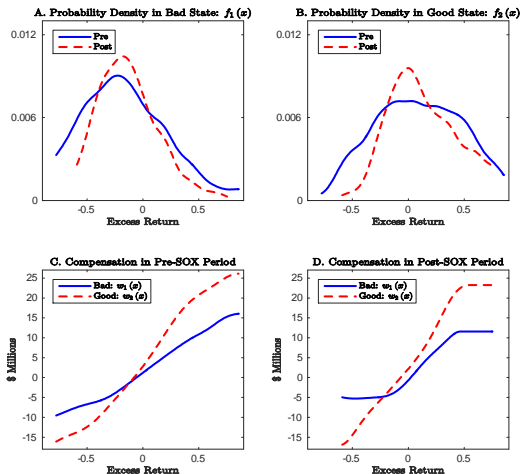 A. Probability Density in Bad State: f₁(x)
0.012
0.006
0
Pre
Post
-0.5
0
0.5
Excess Return
B. Probability Density in Good State: f₂(x)
0.012
0.006
0
Pre
Post
-0.5
0
0.5
Excess Return
C. Compensation in Pre-SOX Period
25
20
15
10
5
0
-5
-10
-15
$ Millions
Bad: w₁(x)
Good: w₂(x)
-0.5
0
0.5
Excess Return
D. Compensation in Post-SOX Period
25
20
15
10
5
0
-5
-10
-15
$ Millions
Bad: w₁(x)
Good: w₂(x)
-0.5
0
0.5
Excess Return